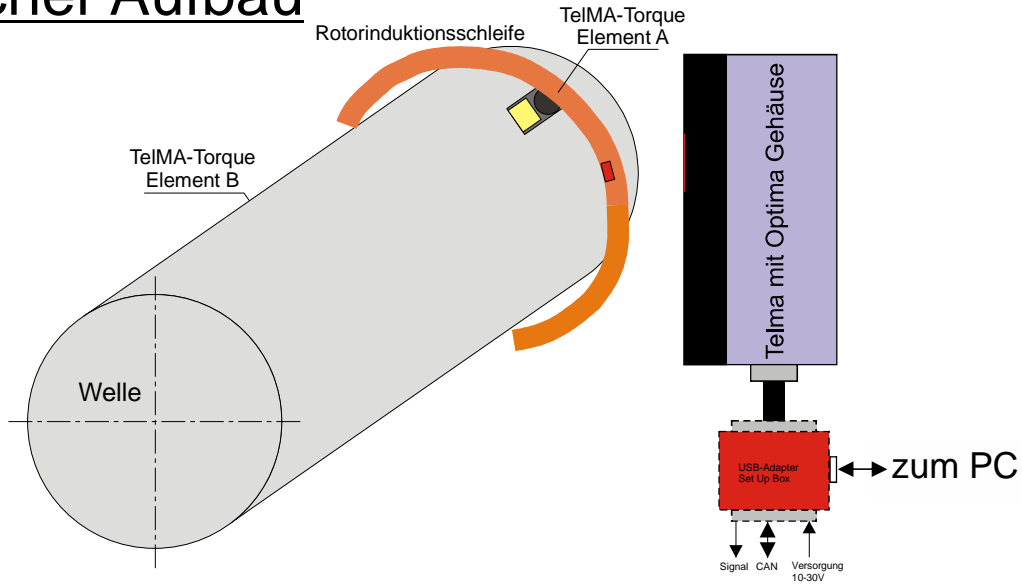 cher Aufbau
Rotorinduktionsschleife
TelMA-Torque
Element A
TelMA-Torque
Element B
Welle
Telma mit Optima Gehäuse
USB-Adapter
Set Up Box
zum PC
Signal CAN Versorgung
10-30V